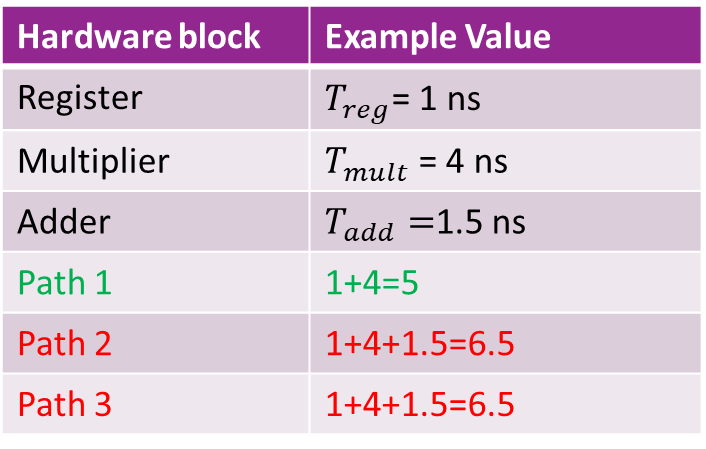 Hardware block Example Value
Register T_reg= 1 ns
Multiplier T_mult = 4 ns
Adder T_add =1.5 ns
Path 1 1+4=5
Path 2 1+4+1.5=6.5
Path 3 1+4+1.5=6.5